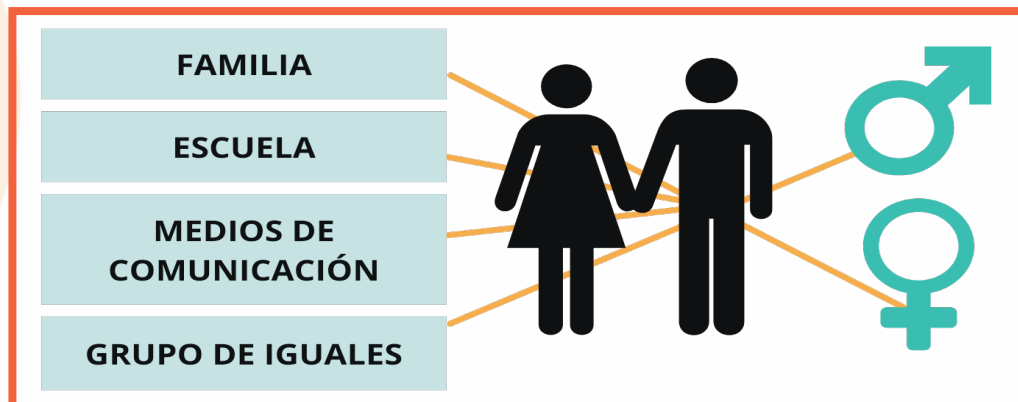 FAMILIA
ESCUELA
MEDIOS DE
COMUNICACIÓN
GRUPO DE IGUALES